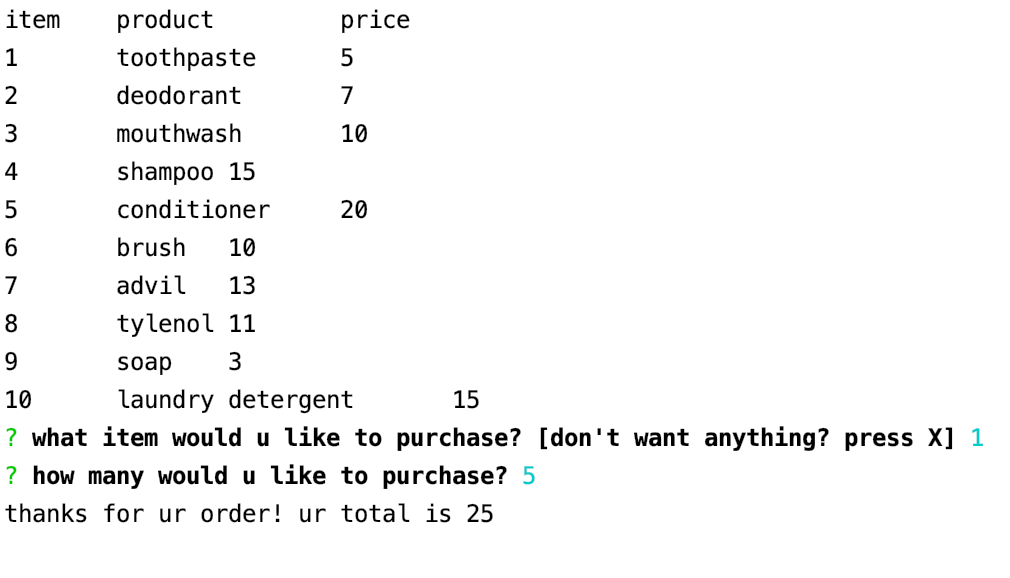 item product price
1 toothpaste 5
2 deodorant 7
3 mouthwash 10
4 shampoo 15
5 conditioner 20
6 brush 10
7 advil 13
8 tylenol 11
9 soap 3
10 laundry detergent 15
? what item would u like to purchase? [don't want anything? press X] 1
? how many would u like to purchase? 5
thanks for ur order! ur total is 25